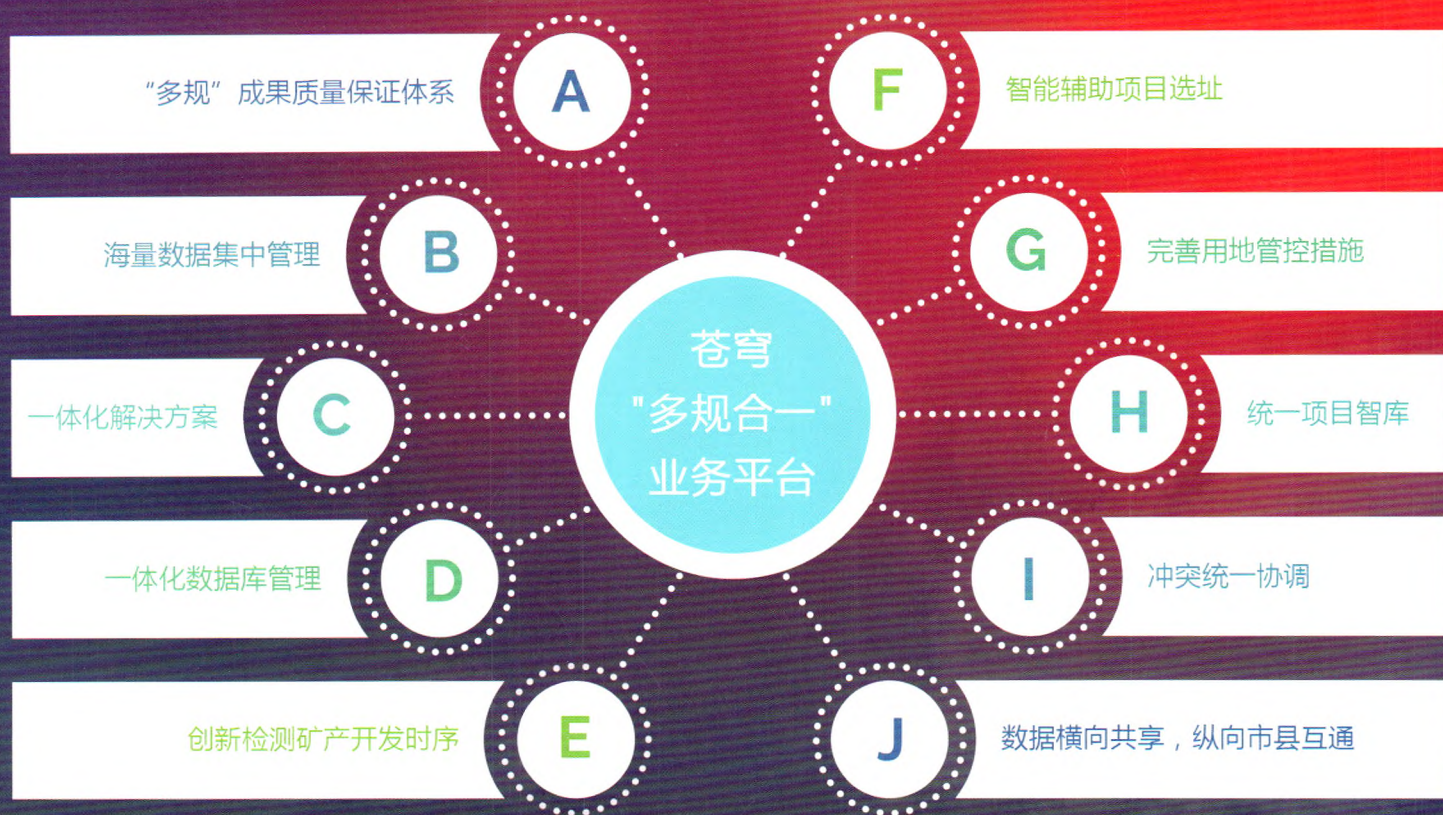 "多规"成果质量保证体系
A
海量数据集中管理
B
一体化解决方案
C
一体化数据库管理
D
创新检测矿产开发时序
E
苍穹
"多规合一"
业务平台
F
智能辅助项目选址
G
完善用地管控措施
H
统一项目智库
I
冲突统一协调
J
数据横向共享，纵向市县互通